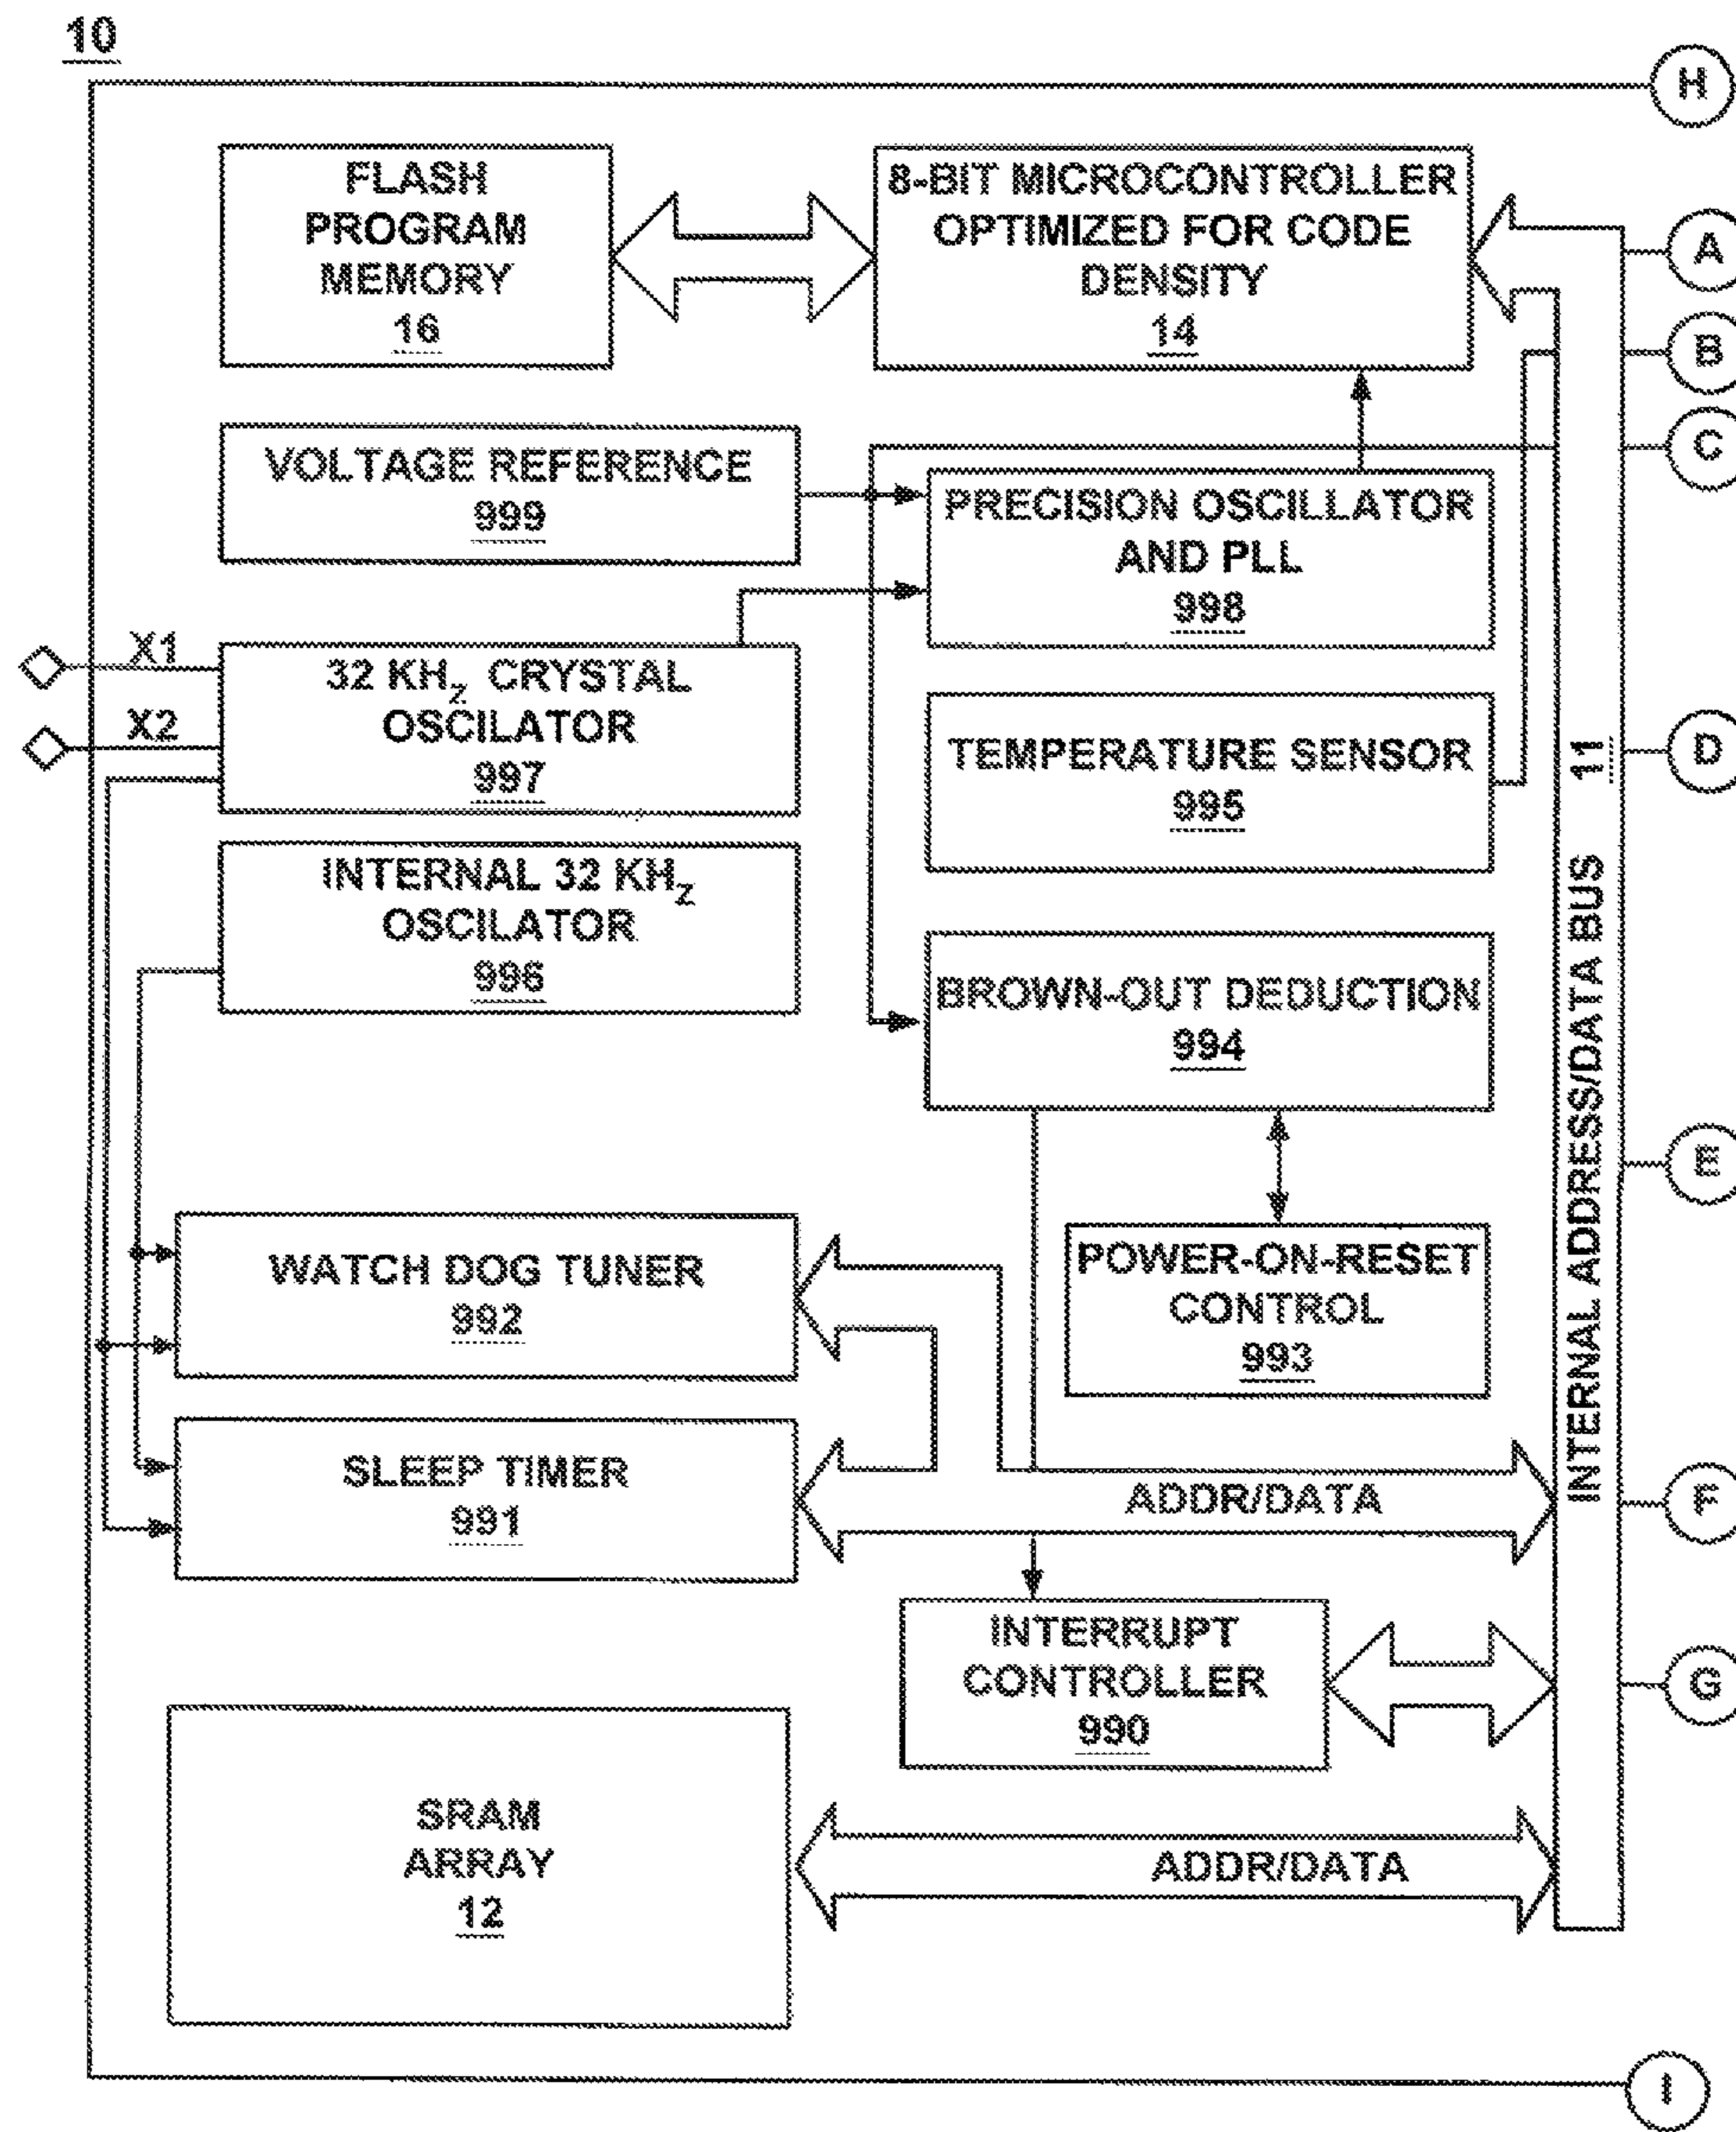 10
H
FLASH
PROGRAM
MEMORY
16
8-BIT MICROCONTROLLER
OPTIMIZED FOR CODE
DENSITY
14
A
B
C
VOLTAGE REFERENCE
999
PRECISION OSCILLATOR
AND PLL
998
X1
X2
32 KHZ CRYSTAL
OSCILATOR
997
TEMPERATURE SENSOR
995
D
INTERNAL 32 KHZ
OSCILATOR
996
BROWN-OUT DEDUCTION
994
INTERNAL ADDRESS/DATA BUS 11
E
WATCH DOG TUNER
992
POWER-ON-RESET
CONTROL
993
SLEEP TIMER
991
ADDR/DATA
F
INTERRUPT
CONTROLLER
990
G
SRAM
ARRAY
12
ADDR/DATA
I